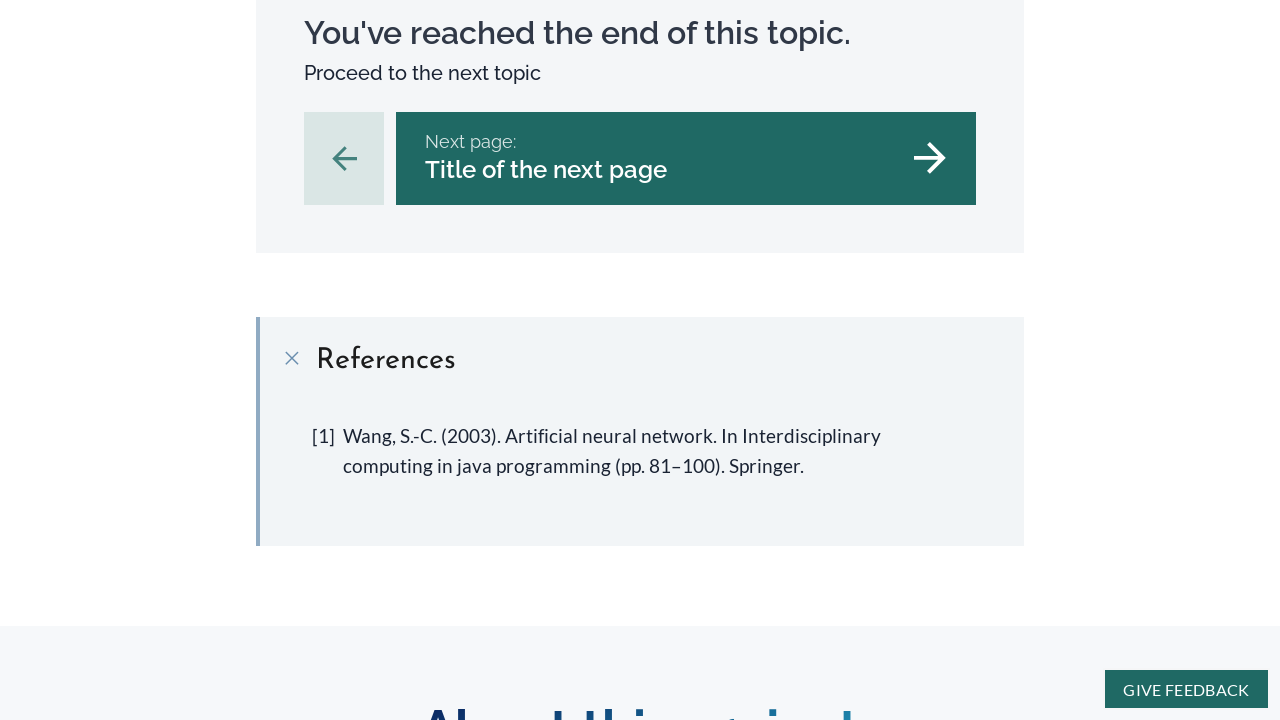 You've reached the end of this topic.
Proceed to the next topic
Next page:
Title of the next page
References
[1] Wang, S.-C. (2003). Artificial neural network. In Interdisciplinary
computing in java programming (pp. 81–100). Springer.
GIVE FEEDBACK